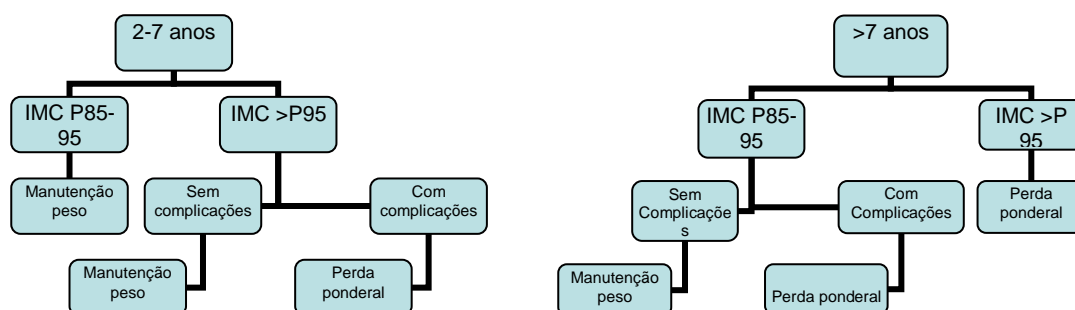 2-7 anos
IMC P85-
95
IMC >P95
Manutenção
peso
Sem
complicações
Com
complicações
Manutenção
peso
Perda
ponderal
>7 anos
IMC P85-
95
IMC >P
95
Sem
Complicaçõe
s
Com
Complicações
Perda
ponderal
Manutenção
peso
Perda ponderal